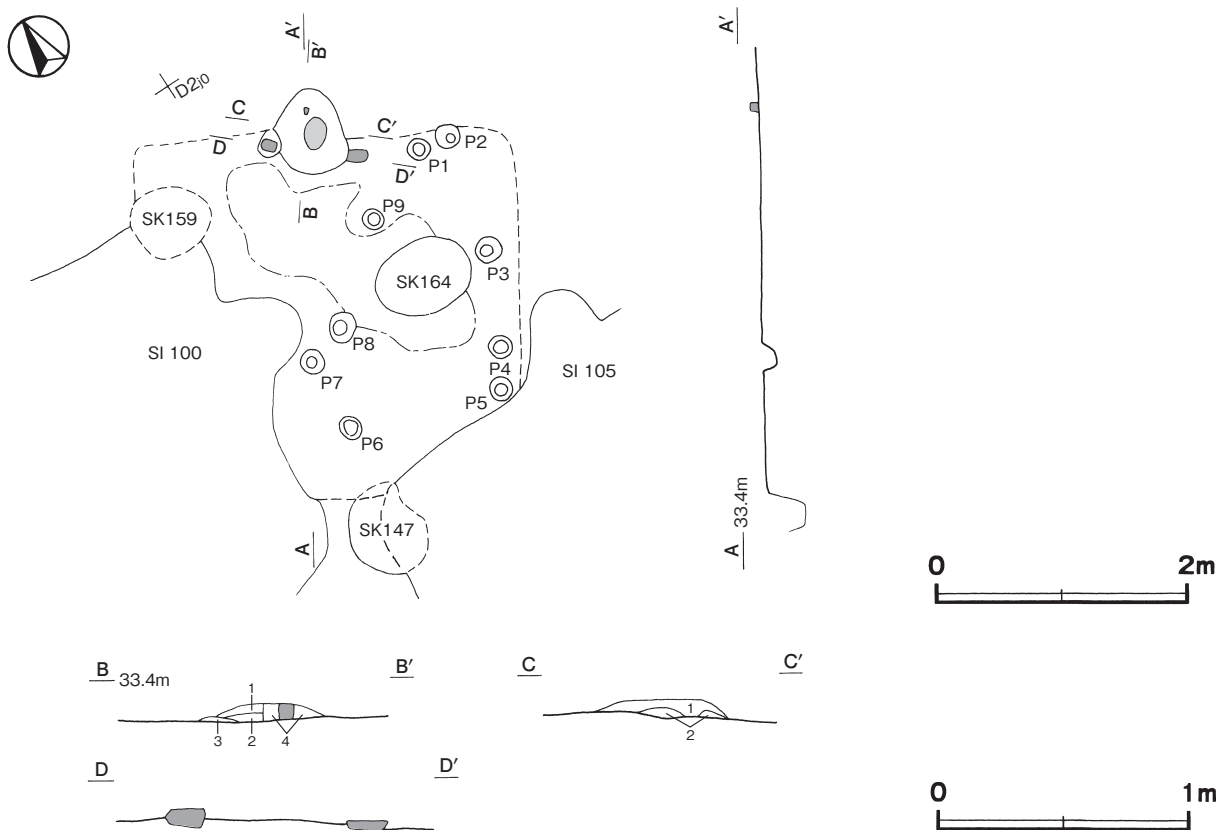 A′
B′
A′
D2j0
C
D
C′
D′
P2
P1
B
P9
SK159
SK164
P3
SI 100
P8
P7
P4
P5
SI 105
P6
SK147
A
A 33.4m
0 2m
B 33.4m
B′
1
3 2 4
C
C′
1
2
D
D′
0 1m